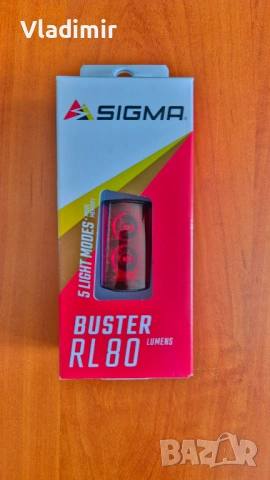 Vladimir
SIGMA
5 LIGHT MODES
BUSTER
RL80 LUMENS
BAZAR